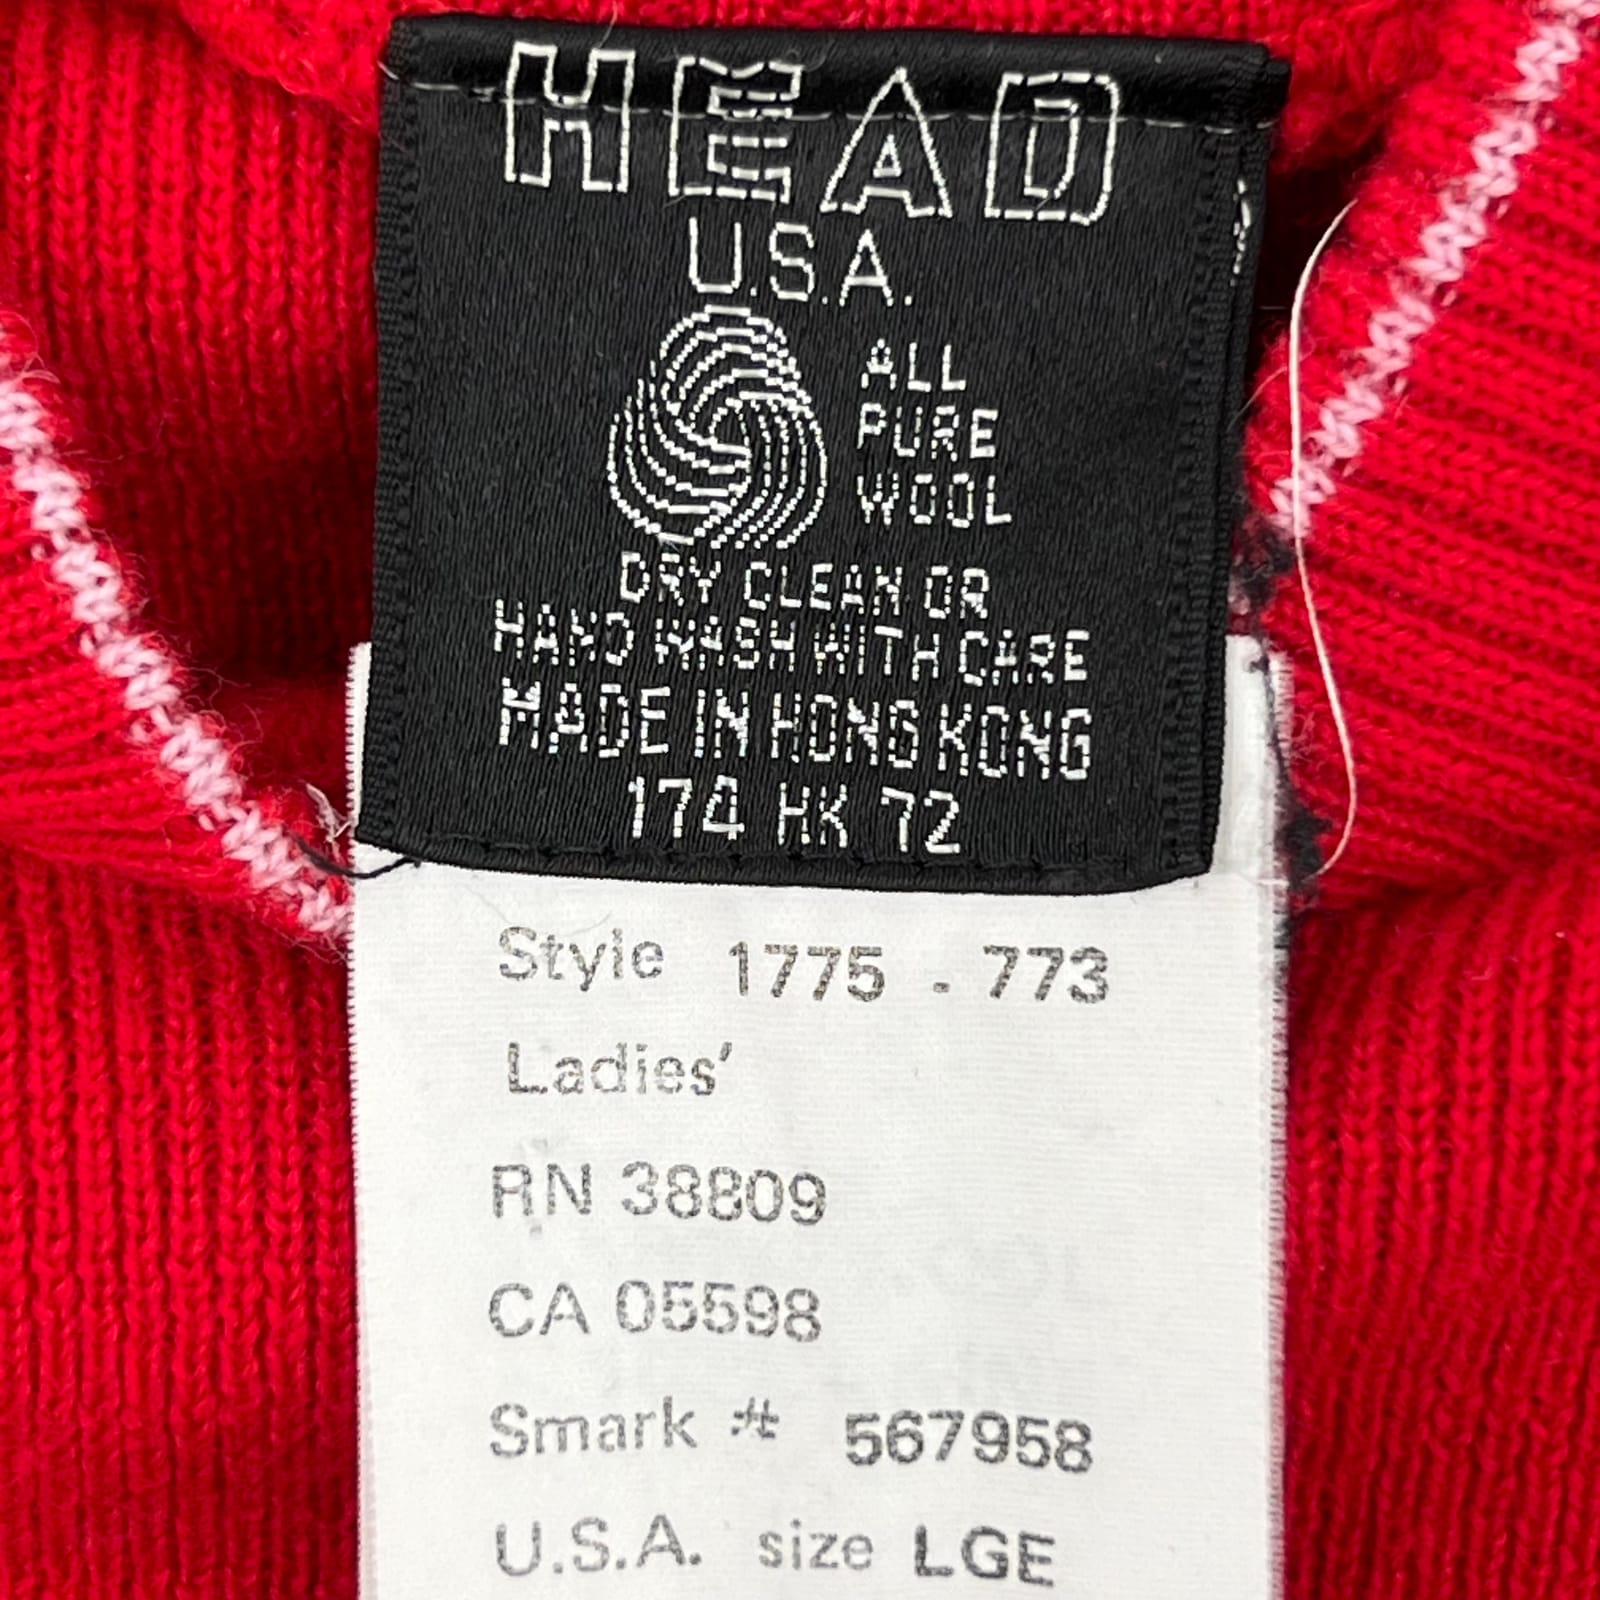 HEAD
U.S.A.
ALL
PURE
WOOL
DRY CLEAN OR
HAND WASH WITH CARE
MADE IN HONG KONG
174 HK 72
Style 1775 - 773
Ladies'
RN 38809
CA 05598
Smark # 567958
U.S.A. size LGE